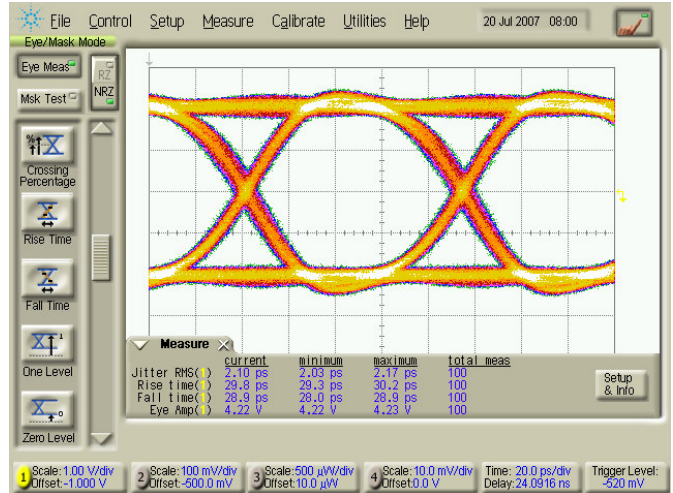 File Control Setup Measure Calibrate Utilities Help 20 Jul 2007 08:00
Eye/Mask Mode
Eye Meas
RZ
Msk Test
NRZ
Crossing
Percentage
Rise Time
Fall Time
One Level
Zero Level
Measure
current minimum maximum total meas
Jitter RMS(1) 2.10 ps 2.03 ps 2.17 ps 100
Rise time(1) 29.8 ps 29.3 ps 30.2 ps 100
Fall time(1) 28.9 ps 28.0 ps 28.9 ps 100
Eye Amp(1) 4.22 V 4.22 V 4.23 V 100
Setup
& Info
1 Scale:1.00 V/div
Offset:-1.000 V
2 Scale:100 mV/div
Offset:-500.0 mV
3 Scale:500 µW/div
Offset:10.0 µW
4 Scale:10.0 mV/div
Offset:0.0 V
Time: 20.0 ps/div
Delay:24.0916 ns
Trigger Level:
-520 mV